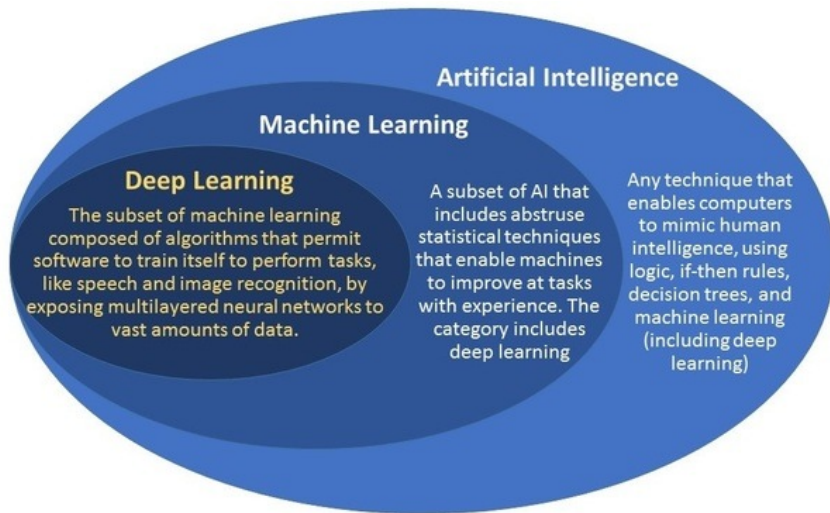 Artificial Intelligence
Machine Learning
Deep Learning
The subset of machine learning
composed of algorithms that permit
software to train itself to perform tasks,
like speech and image recognition, by
exposing multilayered neural networks to
vast amounts of data.
A subset of AI that
includes abstruse
statistical techniques
that enable machines
to improve at tasks
with experience. The
category includes
deep learning
Any technique that
enables computers
to mimic human
intelligence, using
logic, if-then rules,
decision trees, and
machine learning
(including deep
learning)